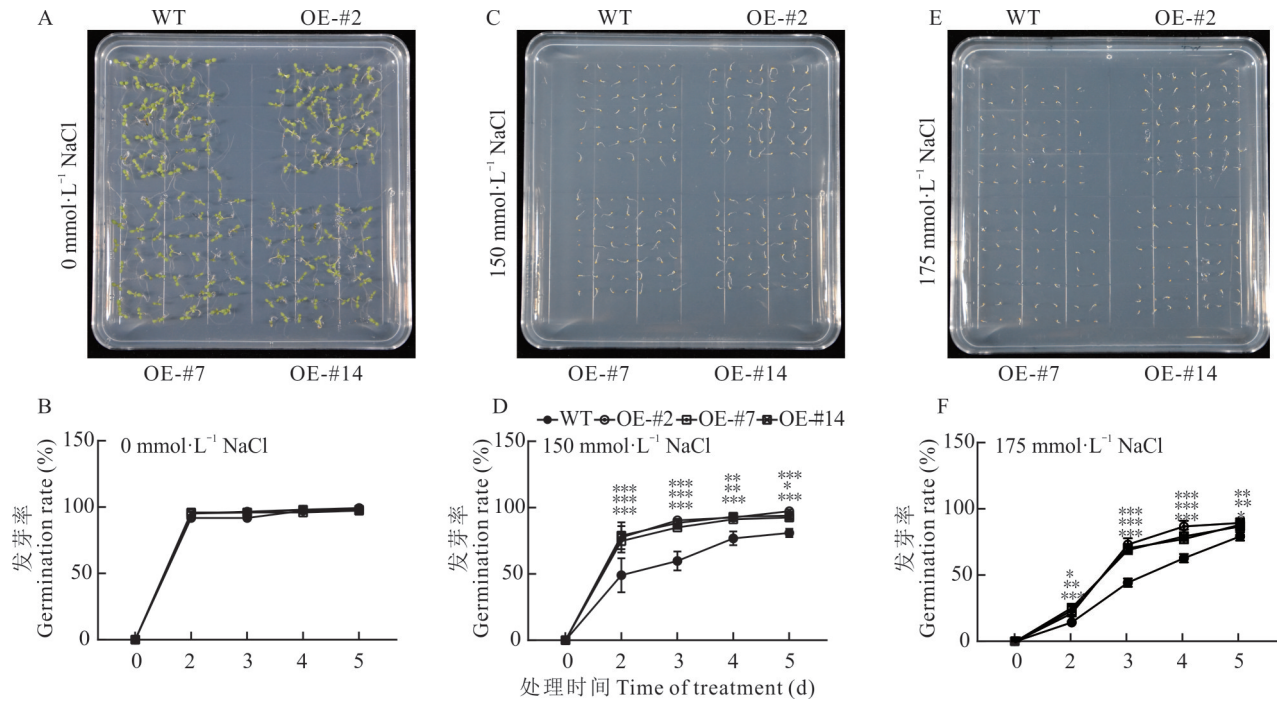 A WT OE-#2
0 mmol·L⁻¹ NaCl
OE-#7 OE-#14
C WT OE-#2
150 mmol·L⁻¹ NaCl
OE-#7 OE-#14
E WT OE-#2
175 mmol·L⁻¹ NaCl
OE-#7 OE-#14
B
0 mmol·L⁻¹ NaCl
发芽率
Germination rate (%)
150
100
50
0
0 2 3 4 5
D
WT OE-#2 OE-#7 OE-#14
150 mmol·L⁻¹ NaCl
发芽率
Germination rate (%)
150
100
50
0
*** *** ** ***
*** *** ** *
*** *** *** ***
0 2 3 4 5
处理时间 Time of treatment (d)
F
175 mmol·L⁻¹ NaCl
发芽率
Germination rate (%)
150
100
50
0
* *** *** **
** *** *** **
*** *** *** *
0 2 3 4 5